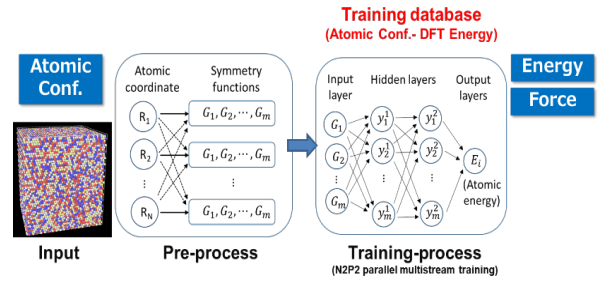 Training database
(Atomic Conf.- DFT Energy)
Atomic
Conf.
Energy
Force
Atomic
coordinate
Symmetry
functions
R₁
G₁, G₂, ⋯, Gₘ
R₂
G₁, G₂, ⋯, Gₘ
⋮
⋮
R_N
G₁, G₂, ⋯, Gₘ
Input
layer
Hidden layers
Output
layers
G₁
y₁¹
y₁²
G₂
y₂¹
y₂²
⋮
⋮
⋮
Gₘ
yₘ¹
yₘ²
Eᵢ
(Atomic
energy)
Input
Pre-process
Training-process
(N2P2 parallel multistream training)